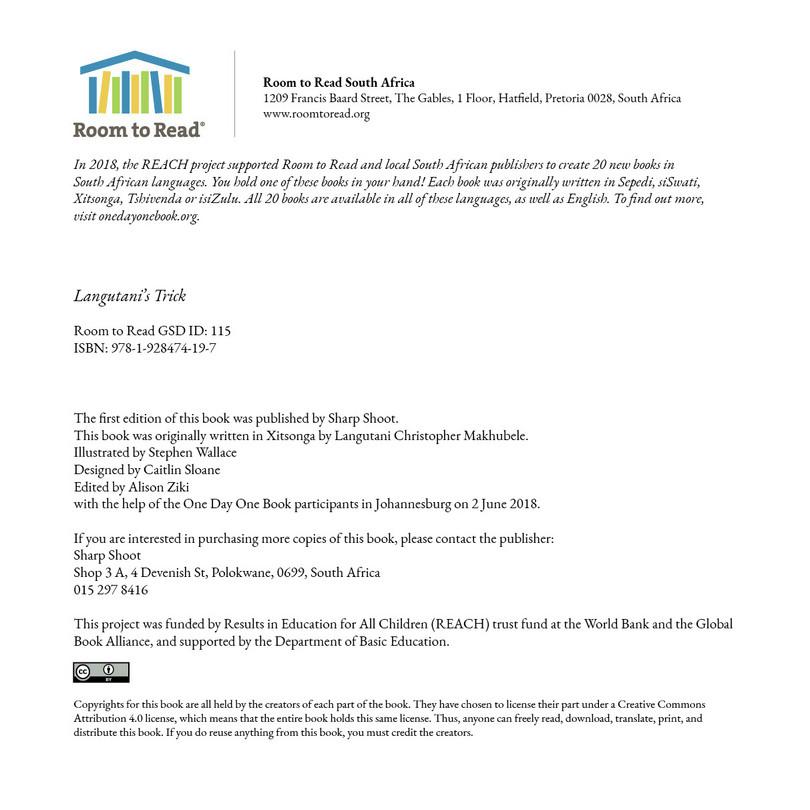 Room to Read®
Room to Read South Africa
1209 Francis Baard Street, The Gables, 1 Floor, Hatfield, Pretoria 0028, South Africa
www.roomtoread.org
In 2018, the REACH project supported Room to Read and local South African publishers to create 20 new books in
South African languages. You hold one of these books in your hand! Each book was originally written in Sepedi, siSwati,
Xitsonga, Tshivenda or isiZulu. All 20 books are available in all of these languages, as well as English. To find out more,
visit onedayonebook.org.
Langutani's Trick
Room to Read GSD ID: 115
ISBN: 978-1-928474-19-7
The first edition of this book was published by Sharp Shoot.
This book was originally written in Xitsonga by Langutani Christopher Makhubele.
Illustrated by Stephen Wallace
Designed by Caitlin Sloane
Edited by Alison Ziki
with the help of the One Day One Book participants in Johannesburg on 2 June 2018.
If you are interested in purchasing more copies of this book, please contact the publisher:
Sharp Shoot
Shop 3 A, 4 Devenish St, Polokwane, 0699, South Africa
015 297 8416
This project was funded by Results in Education for All Children (REACH) trust fund at the World Bank and the Global
Book Alliance, and supported by the Department of Basic Education.
cc
BY
Copyrights for this book are all held by the creators of each part of the book. They have chosen to license their part under a Creative Commons
Attribution 4.0 license, which means that the entire book holds this same license. Thus, anyone can freely read, download, translate, print, and
distribute this book. If you do reuse anything from this book, you must credit the creators.